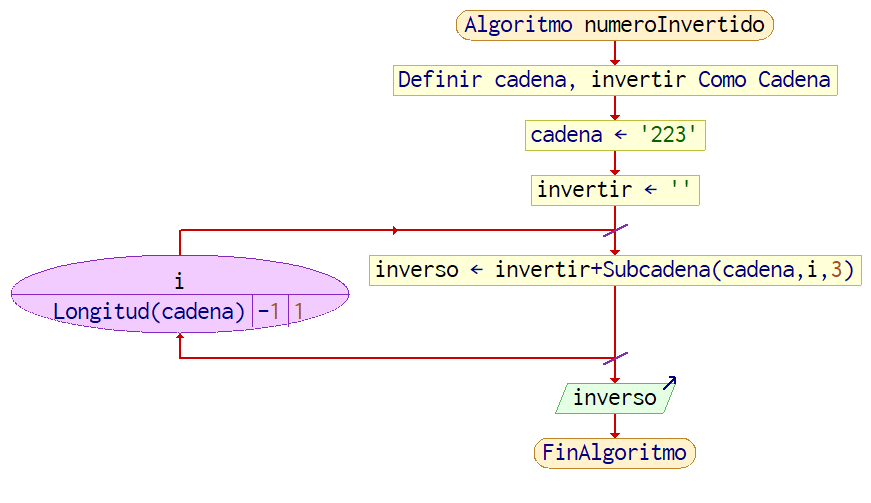 Algoritmo numeroInvertido
Definir cadena, invertir Como Cadena
cadena ← '223'
invertir ← ''
inverso ← invertir+Subcadena(cadena,i,3)
i
Longitud(cadena) -1 1
inverso
FinAlgoritmo